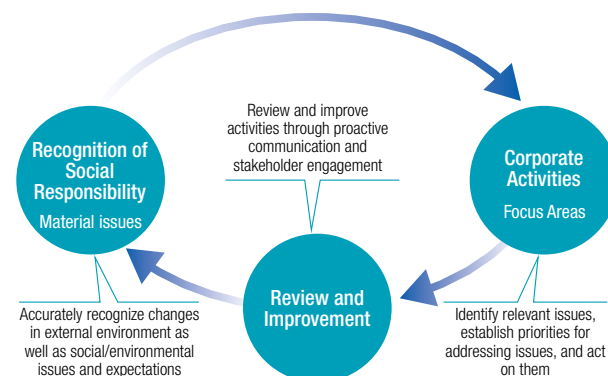 Review and improve
activities through proactive
communication and
stakeholder engagement
Recognition of
Social
Responsibility
Material issues
Corporate
Activities
Focus Areas
Review and
Improvement
Accurately recognize changes
in external environment as
well as social/environmental
issues and expectations
Identify relevant issues,
establish priorities for
addressing issues, and act
on them